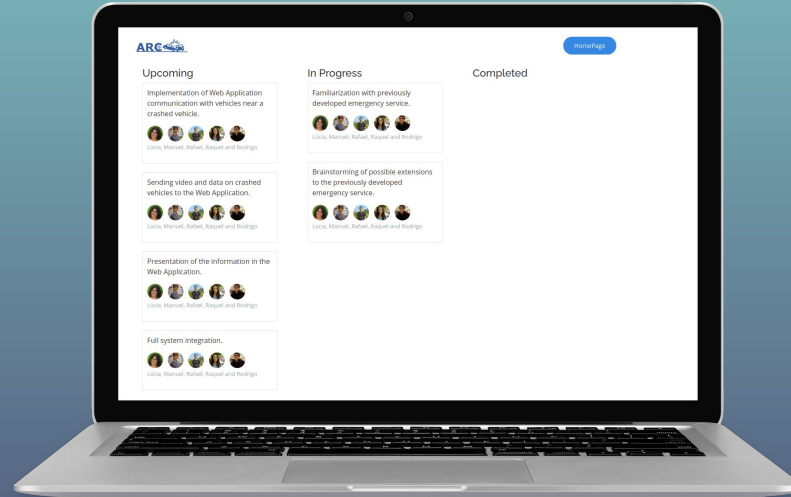 ARC
HomePage
Upcoming
Implementation of Web Application
communication with vehicles near a
crashed vehicle.
Lúcia, Manuel, Rafael, Raquel and Rodrigo
Sending video and data on crashed
vehicles to the Web Application.
Lúcia, Manuel, Rafael, Raquel and Rodrigo
Presentation of the information in the
Web Application.
Lúcia, Manuel, Rafael, Raquel and Rodrigo
Full system integration.
Lúcia, Manuel, Rafael, Raquel and Rodrigo
In Progress
Familiarization with previously
developed emergency service.
Lúcia, Manuel, Rafael, Raquel and Rodrigo
Brainstorming of possible extensions
to the previously developed
emergency service.
Lúcia, Manuel, Rafael, Raquel and Rodrigo
Completed